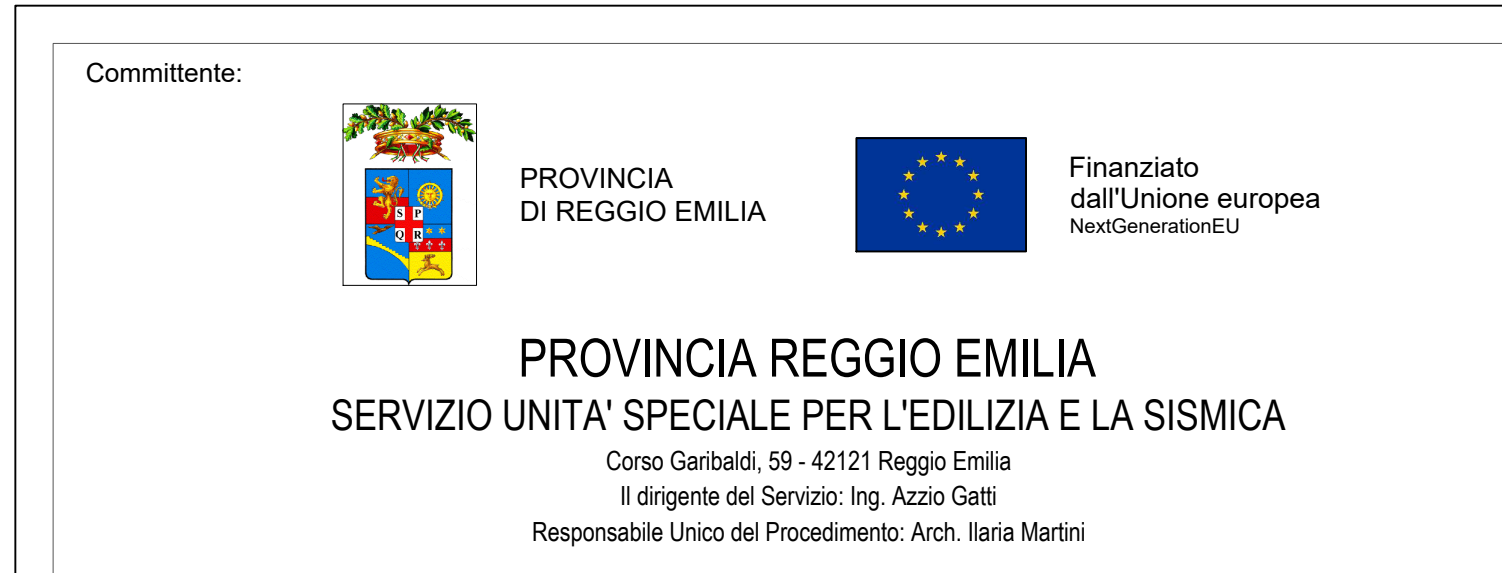 Committente:
S P
Q R
PROVINCIA
DI REGGIO EMILIA
Finanziato
dall'Unione europea
NextGenerationEU
PROVINCIA REGGIO EMILIA
SERVIZIO UNITA' SPECIALE PER L'EDILIZIA E LA SISMICA
Corso Garibaldi, 59 - 42121 Reggio Emilia
Il dirigente del Servizio: Ing. Azzio Gatti
Responsabile Unico del Procedimento: Arch. Ilaria Martini